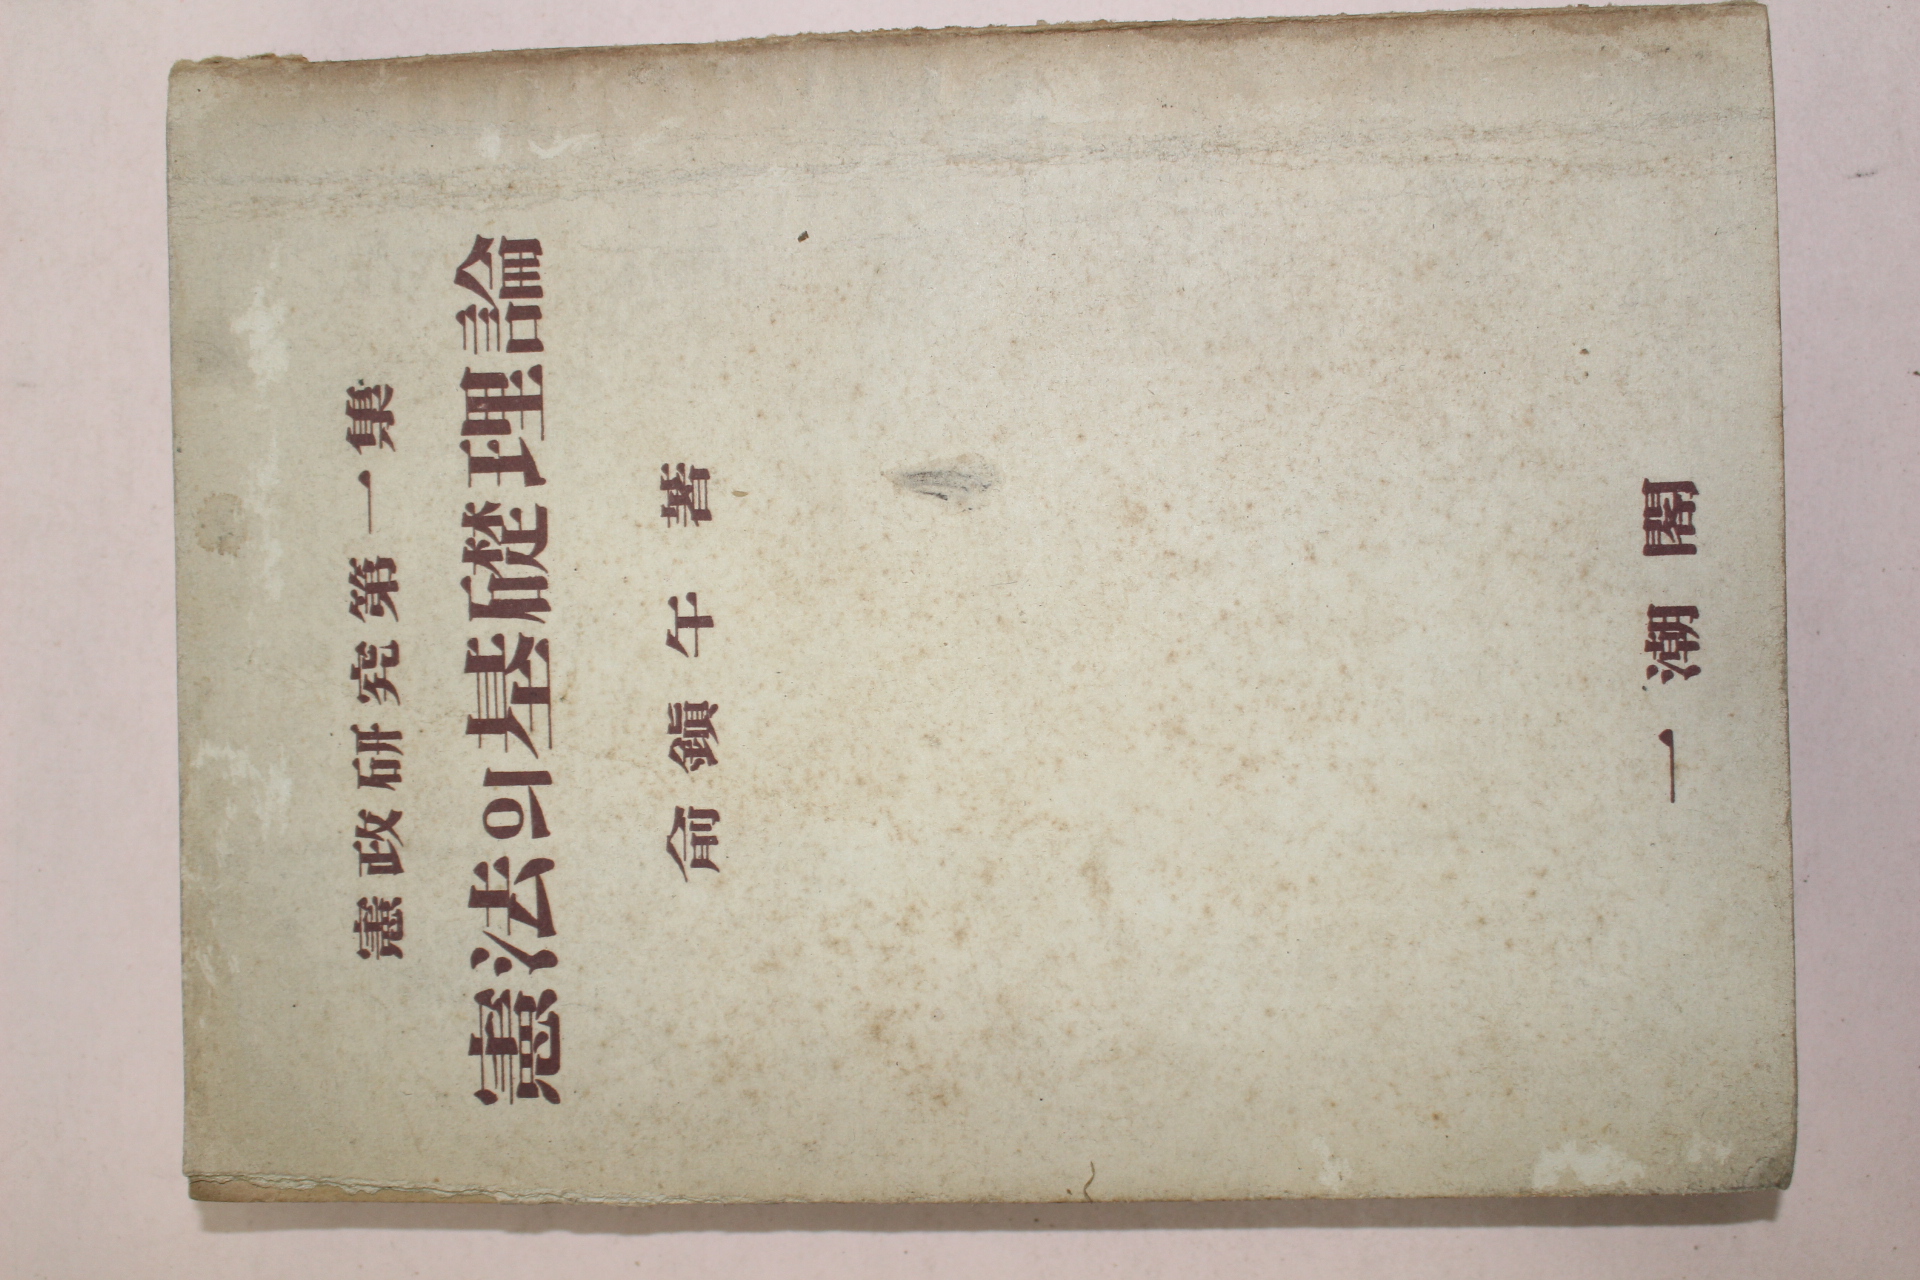 憲政硏究第一集
憲法의基礎理論
兪鎭午 著
一潮閣